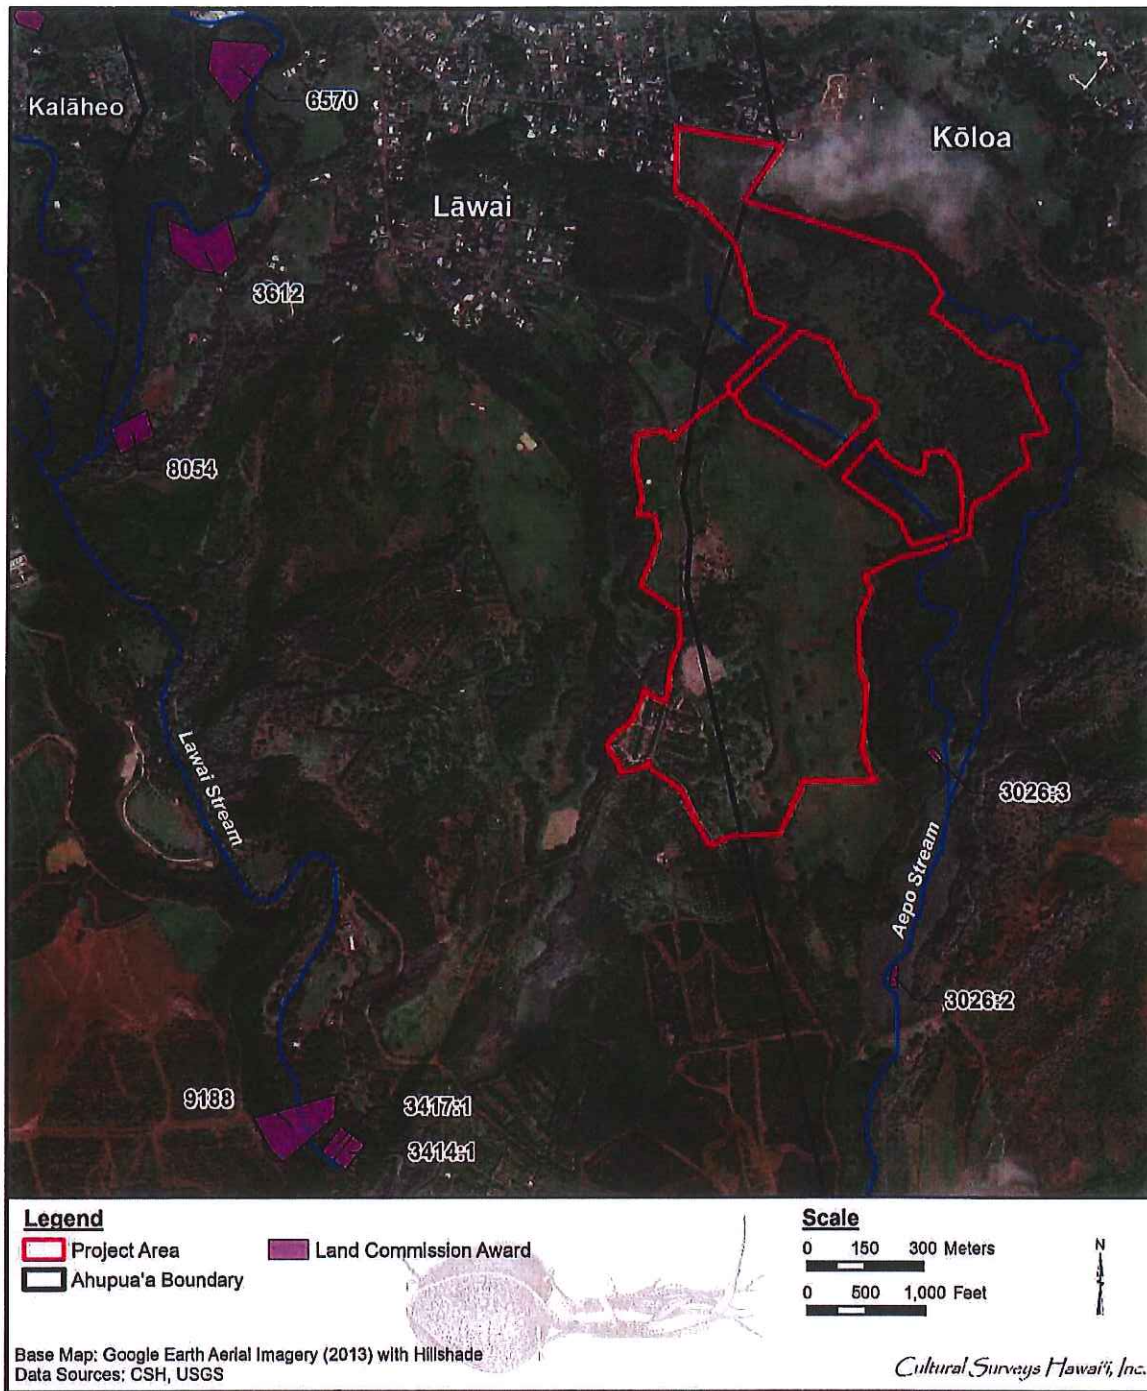 Kalāheo
6570
Kōloa
Lāwai
3612
8054
Lawai Stream
3026:3
Aepo Stream
3026:2
9188
3417:1
3414:1
Legend
Project Area
Land Commission Award
Ahupua'a Boundary
Scale
0 150 300 Meters
0 500 1,000 Feet
N
Base Map: Google Earth Aerial Imagery (2013) with Hillshade
Data Sources: CSH, USGS
Cultural Surveys Hawai'i, Inc.